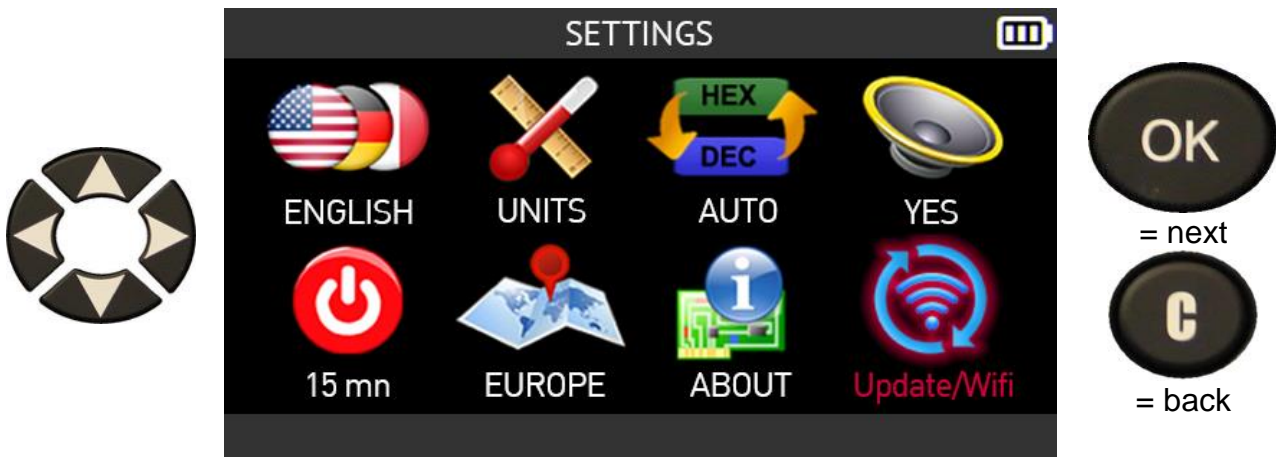 SETTINGS
HEX
DEC
ENGLISH
UNITS
AUTO
YES
15 mn
EUROPE
ABOUT
Update/Wifi
OK
= next
C
= back